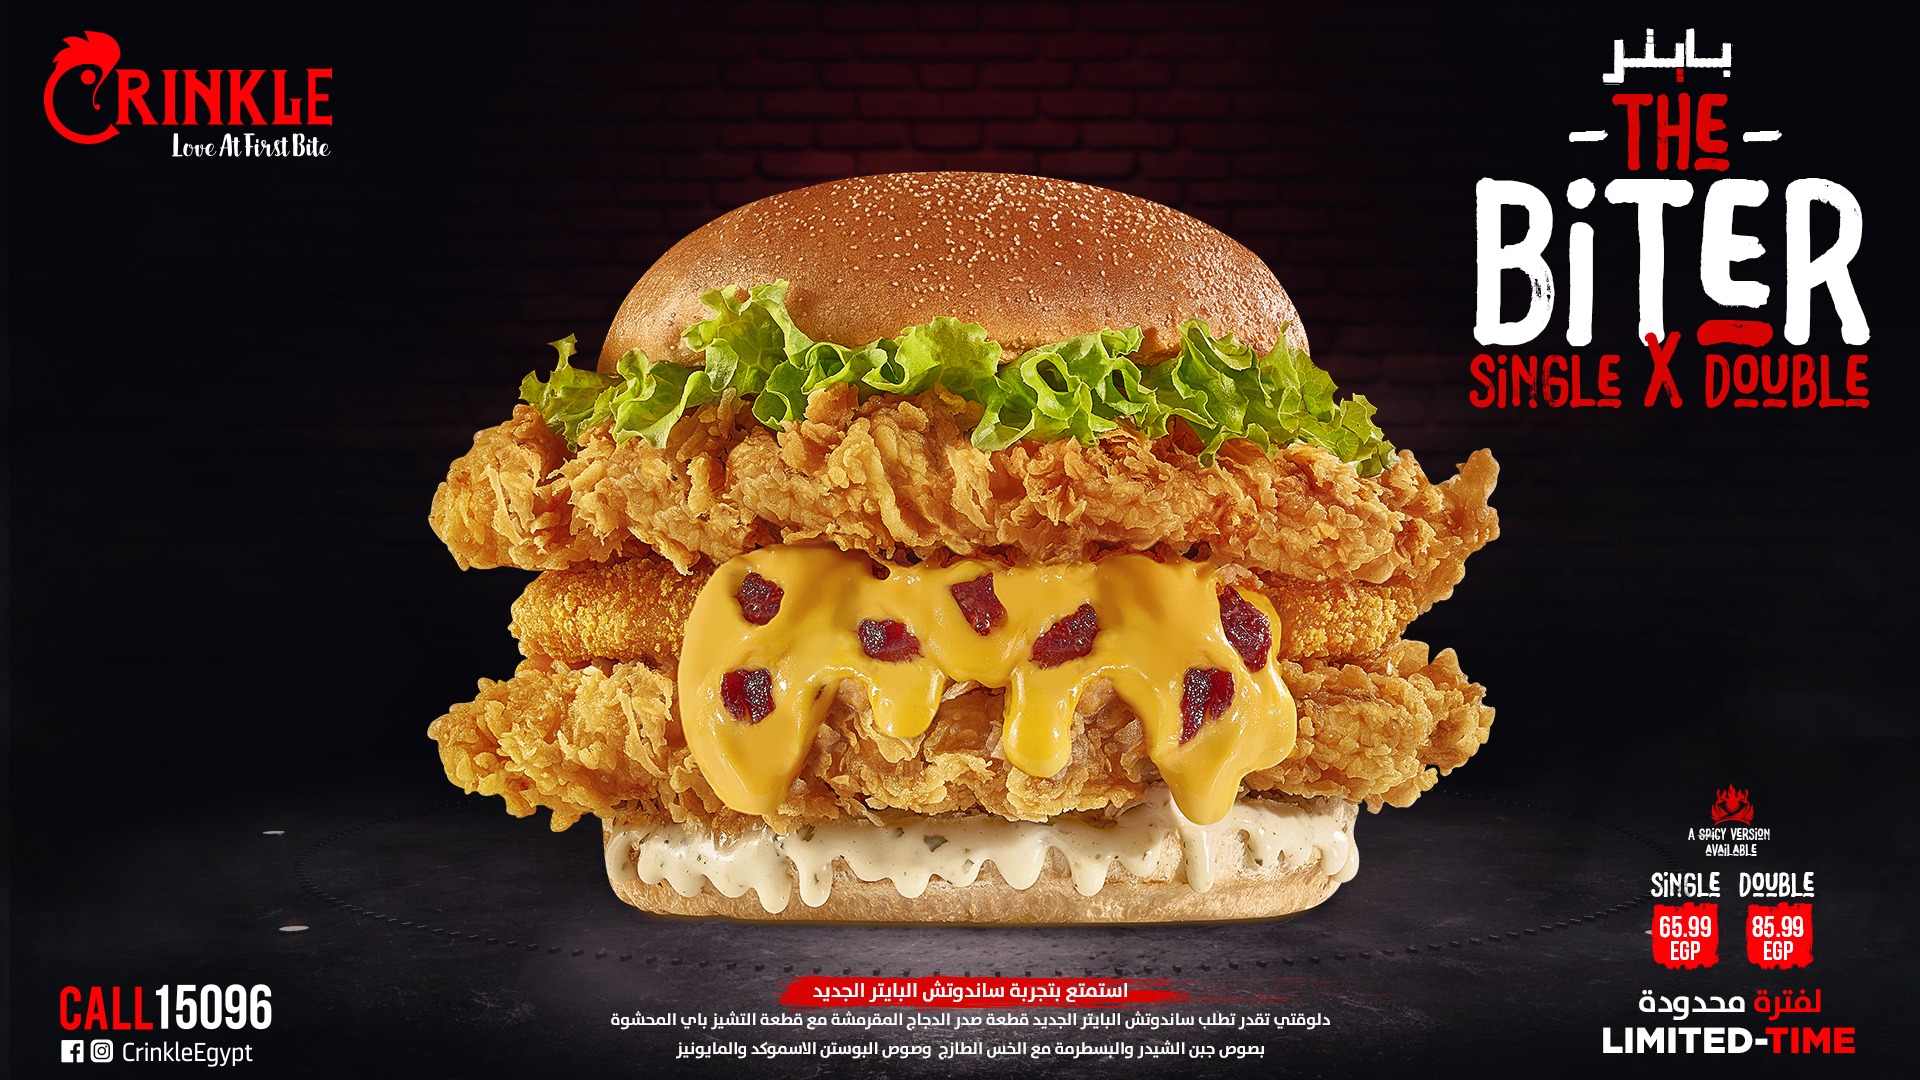 CRINKLE
Love At First Bite
بايتر
- THE -
BiTER
SiNGLE X DOUBLE
A SPiCY VERSiON
AVAiLABLE
SiNGLE DOUBLE
65.99 85.99
EGP EGP
لفترة محدودة
LIMITED-TIME
استمتع بتجربة ساندوتش البايتر الجديد
دلوقتي تقدر تطلب ساندوتش البايتر الجديد قطعة صدر الدجاج المقرمشة مع قطعة التشيز باي المحشوة
بصوص جبن الشيدر والبسطرمة مع الخس الطازج وصوص البوستن الاسموكد والمايونيز
CALL15096
CrinkleEgypt